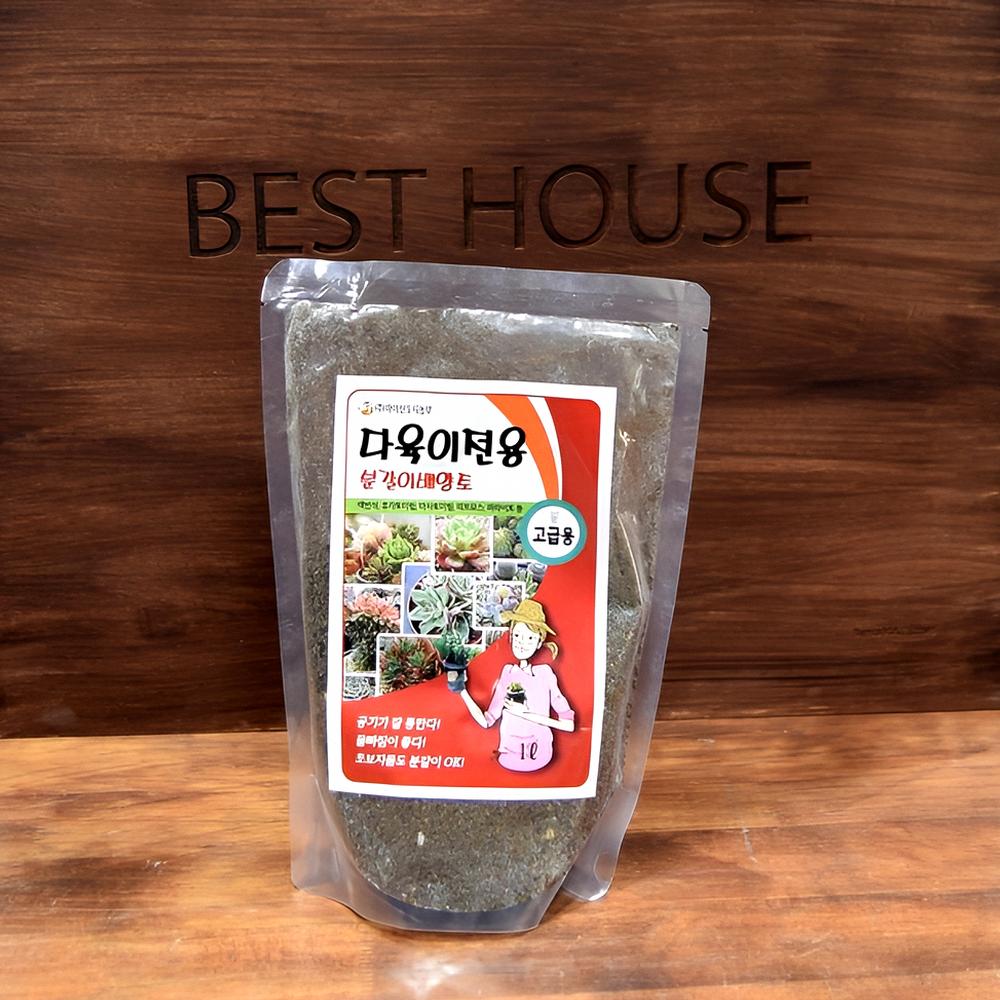 BEST HOUSE
다육이전용
분갈이배양토
고급용
공기가 잘 통한다!
물빠짐이 좋다!
초보자들도 분갈이 OK!
1ℓ